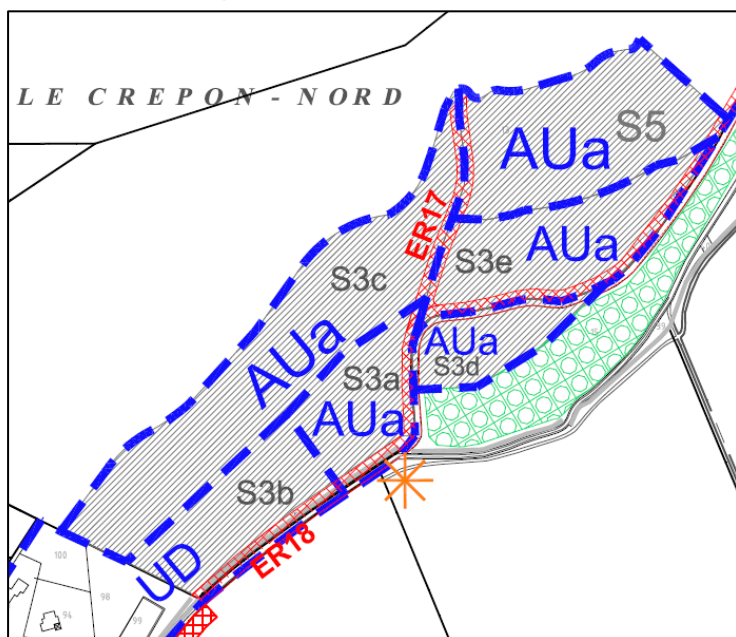 LE CREPON - NORD
S5
AUa
ER17
AUa
S3e
S3c
AUa
AUa
S3d
S3a
AUa
S3b
UD
ER18
100
98
94
99